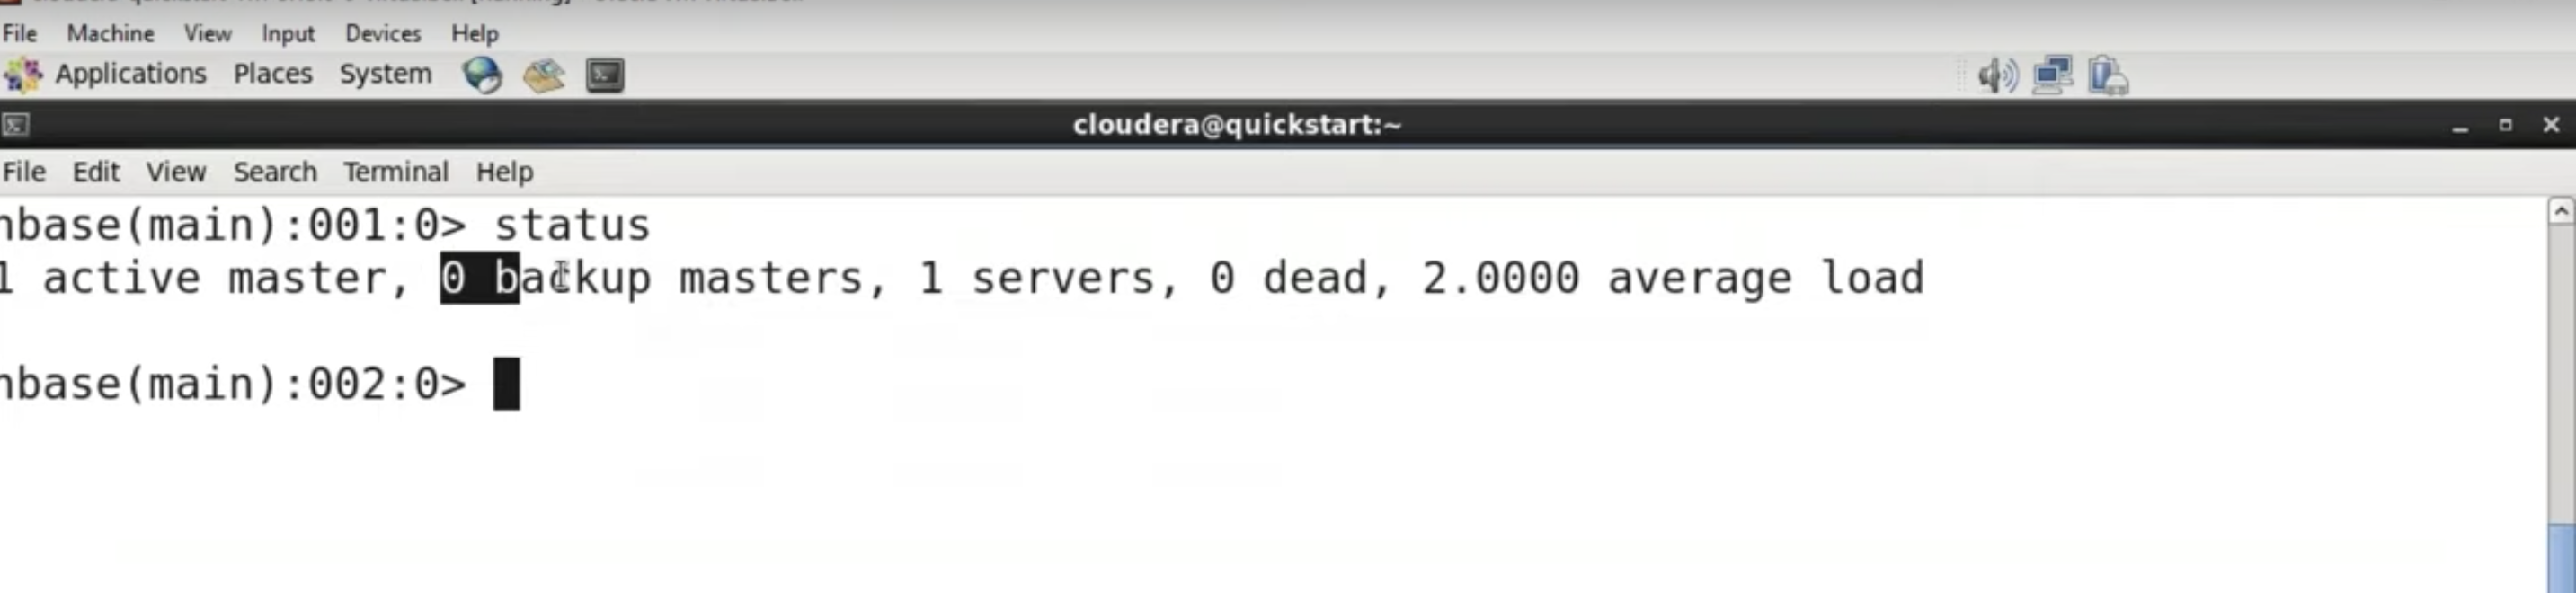 File Machine View Input Devices Help
Applications Places System
cloudera@quickstart:~
File Edit View Search Terminal Help
hbase(main):001:0> status
1 active master, 0 backup masters, 1 servers, 0 dead, 2.0000 average load
hbase(main):002:0>